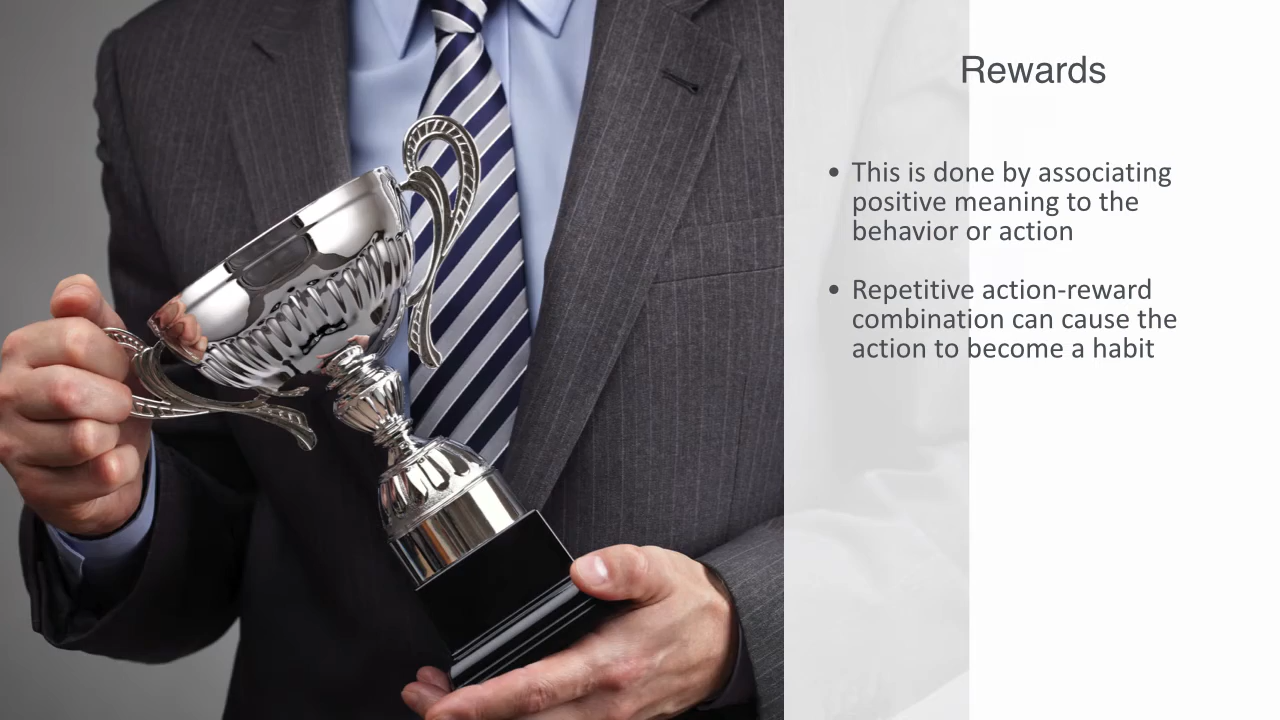 Rewards
• This is done by associating
positive meaning to the
behavior or action
• Repetitive action-reward
combination can cause the
action to become a habit